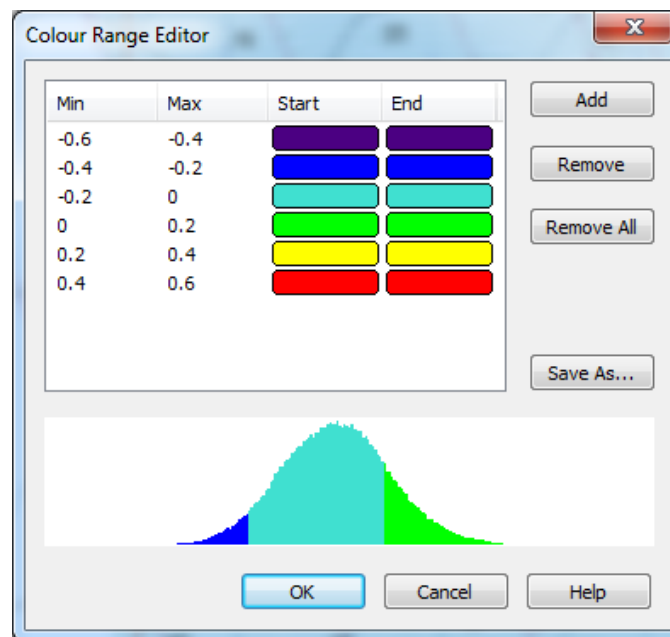 Colour Range Editor
Min Max Start End
-0.6 -0.4
-0.4 -0.2
-0.2 0
0 0.2
0.2 0.4
0.4 0.6
Add
Remove
Remove All
Save As...
OK Cancel Help